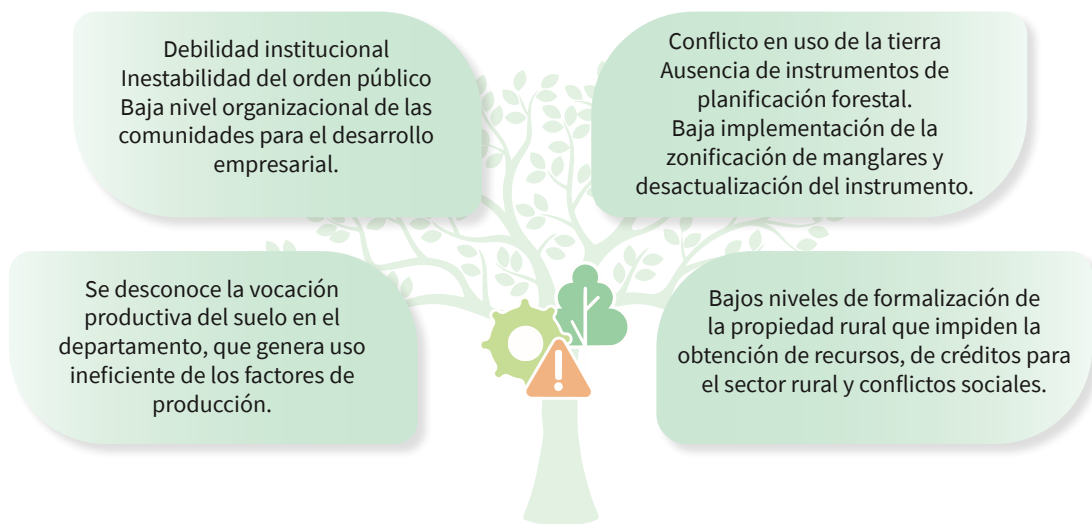 Debilidad institucional
Inestabilidad del orden público
Baja nivel organizacional de las
comunidades para el desarrollo
empresarial.
Conflicto en uso de la tierra
Ausencia de instrumentos de
planificación forestal.
Baja implementación de la
zonificación de manglares y
desactualización del instrumento.
Se desconoce la vocación
productiva del suelo en el
departamento, que genera uso
ineficiente de los factores de
producción.
Bajos niveles de formalización de
la propiedad rural que impiden la
obtención de recursos, de créditos para
el sector rural y conflictos sociales.